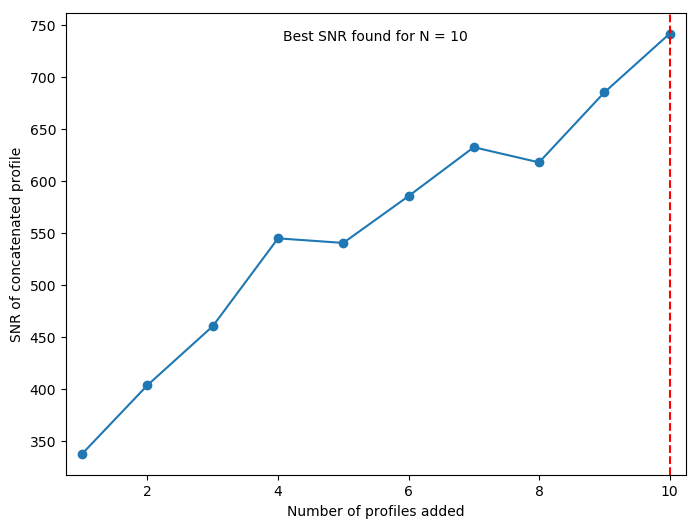 Best SNR found for N = 10
SNR of concatenated profile
750
700
650
600
550
500
450
400
350
2 4 6 8 10
Number of profiles added